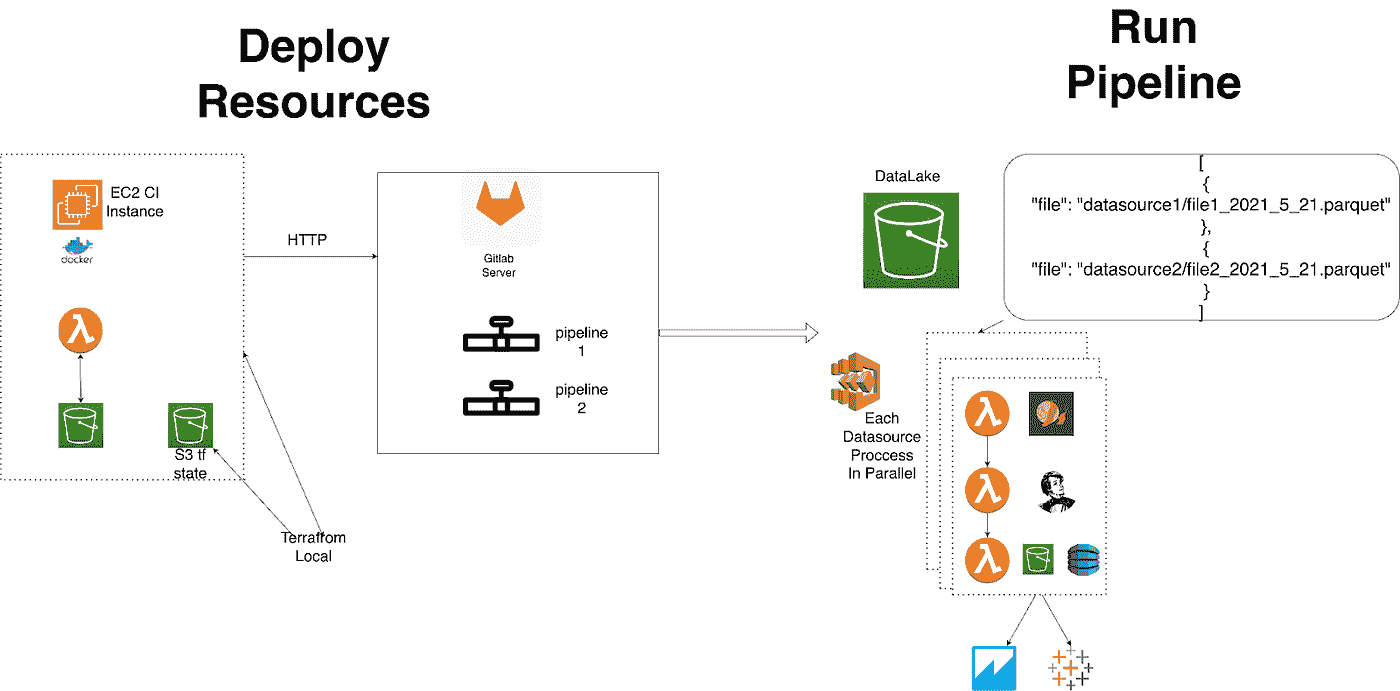 Deploy
Resources
Run
Pipeline
EC2 CI
Instance
docker
HTTP
Gitlab
Server
pipeline
1
pipeline
2
S3 tf
state
Terraffom
Local
DataLake
[
{
"file": "datasource1/file1_2021_5_21.parquet"
},
{
"file": "datasource2/file2_2021_5_21.parquet"
}
]
Each
Datasource
Proccess
In Parallel